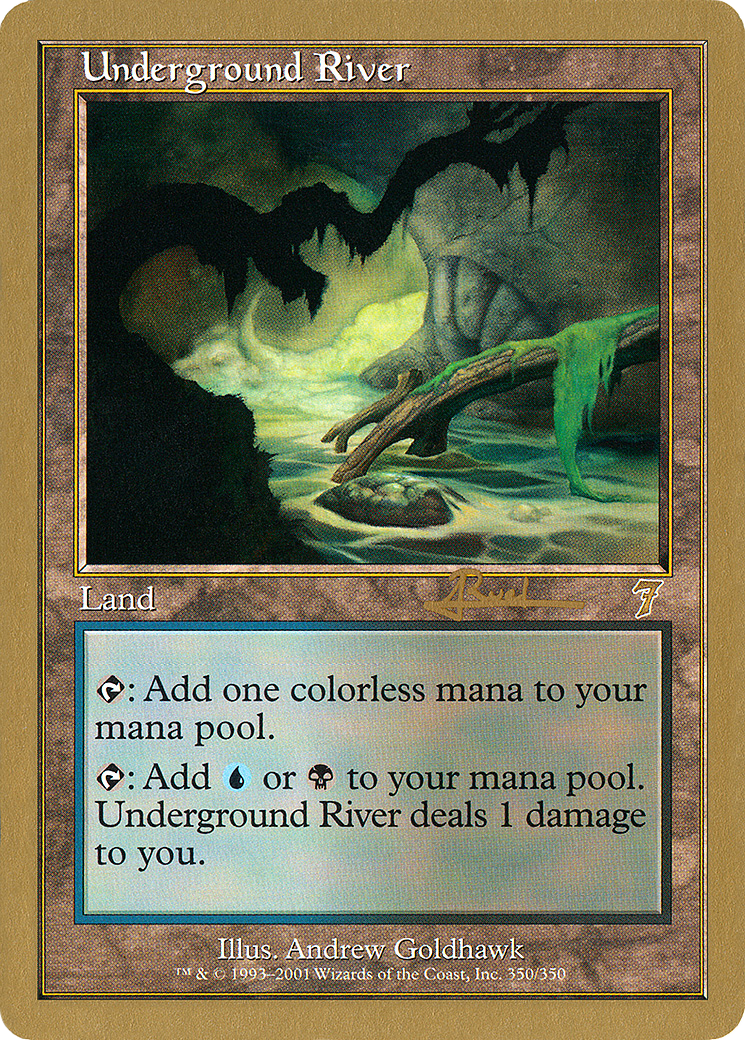 Underground River
Land
7
: Add one colorless mana to your
mana pool.
: Add or to your mana pool.
Underground River deals 1 damage
to you.
Illus. Andrew Goldhawk
™ & © 1993–2001 Wizards of the Coast, Inc. 350/350